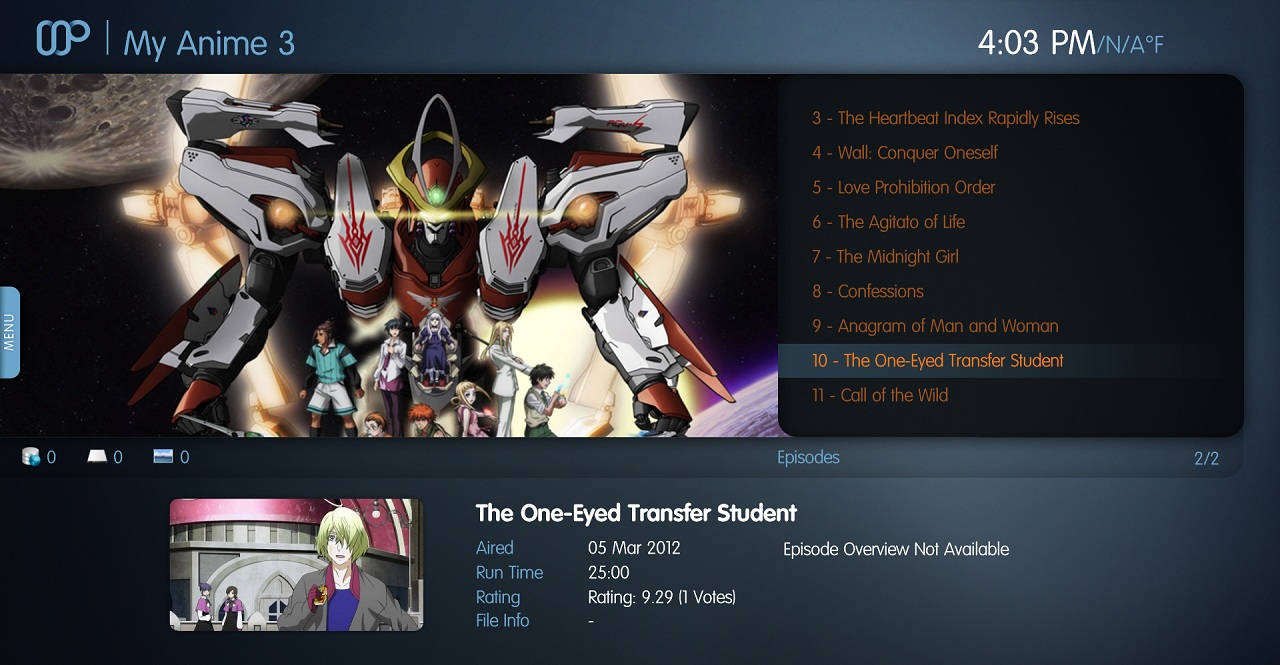 My Anime 3
4:03 PM/N/A°F
3 - The Heartbeat Index Rapidly Rises
4 - Wall: Conquer Oneself
5 - Love Prohibition Order
6 - The Agitato of Life
7 - The Midnight Girl
8 - Confessions
9 - Anagram of Man and Woman
10 - The One-Eyed Transfer Student
11 - Call of the Wild
MENU
0 0 0
Episodes
2/2
The One-Eyed Transfer Student
Aired 05 Mar 2012
Episode Overview Not Available
Run Time 25:00
Rating Rating: 9.29 (1 Votes)
File Info -